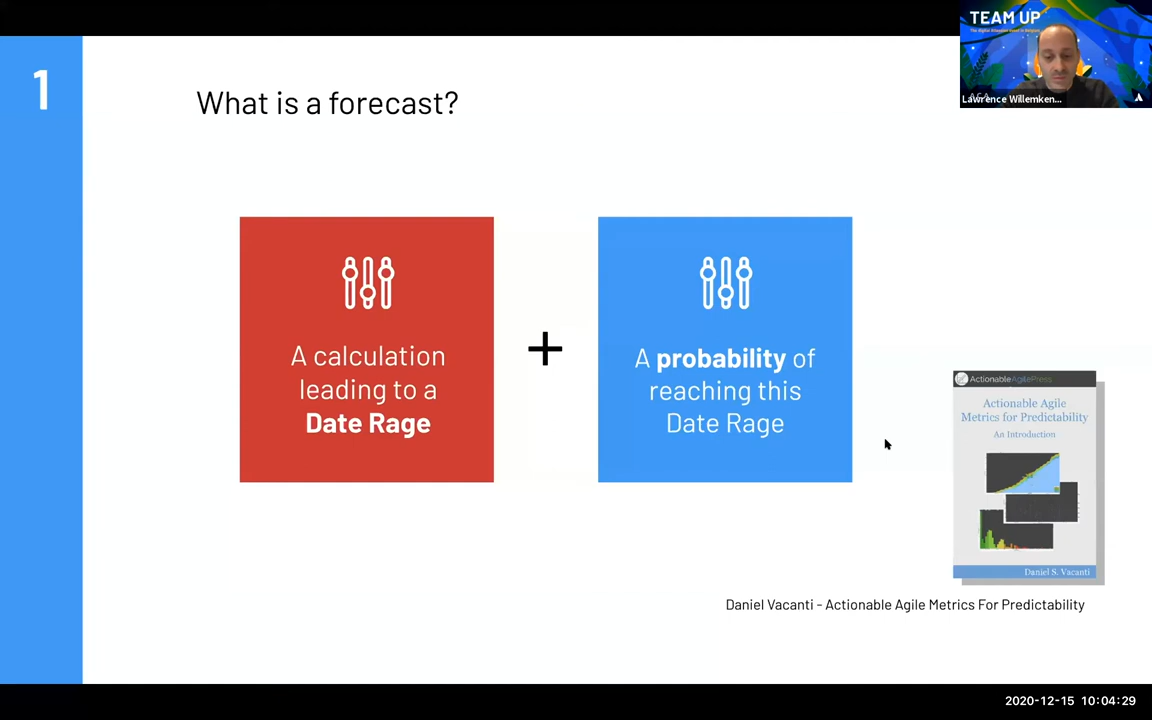 1
What is a forecast?
TEAM UP
Lawrence Willemken...
A calculation
leading to a
Date Rage
+
A probability of
reaching this
Date Rage
ActionableAgilePress
Actionable Agile
Metrics for Predictability
An Introduction
Daniel S. Vacanti
Daniel Vacanti - Actionable Agile Metrics For Predictability
2020-12-15 10:04:29